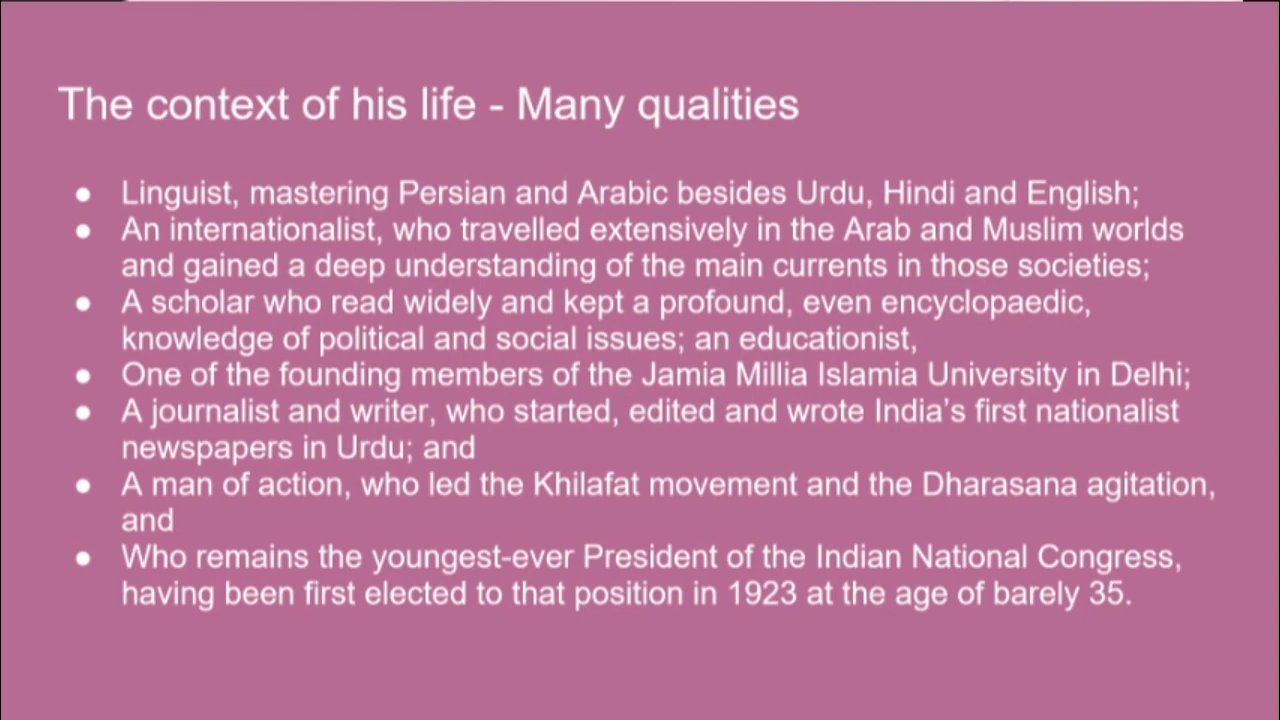 The context of his life - Many qualities
● Linguist, mastering Persian and Arabic besides Urdu, Hindi and English;
● An internationalist, who travelled extensively in the Arab and Muslim worlds
and gained a deep understanding of the main currents in those societies;
● A scholar who read widely and kept a profound, even encyclopaedic,
knowledge of political and social issues; an educationist,
● One of the founding members of the Jamia Millia Islamia University in Delhi;
● A journalist and writer, who started, edited and wrote India’s first nationalist
newspapers in Urdu; and
● A man of action, who led the Khilafat movement and the Dharasana agitation,
and
● Who remains the youngest-ever President of the Indian National Congress,
having been first elected to that position in 1923 at the age of barely 35.